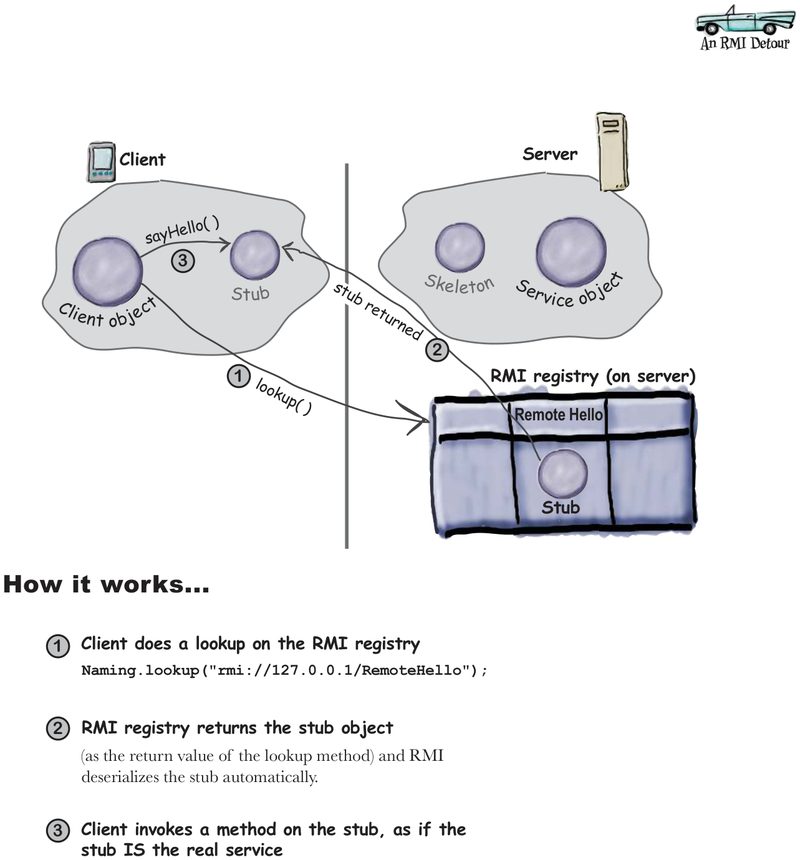 An RMI Detour
Client
Server
sayHello( )
3
Client object
Stub
Skeleton
Service object
stub returned
2
1
lookup( )
RMI registry (on server)
Remote Hello
Stub
How it works...
1 Client does a lookup on the RMI registry
Naming.lookup("rmi://127.0.0.1/RemoteHello");
2 RMI registry returns the stub object
(as the return value of the lookup method) and RMI
deserializes the stub automatically.
3 Client invokes a method on the stub, as if the
stub IS the real service